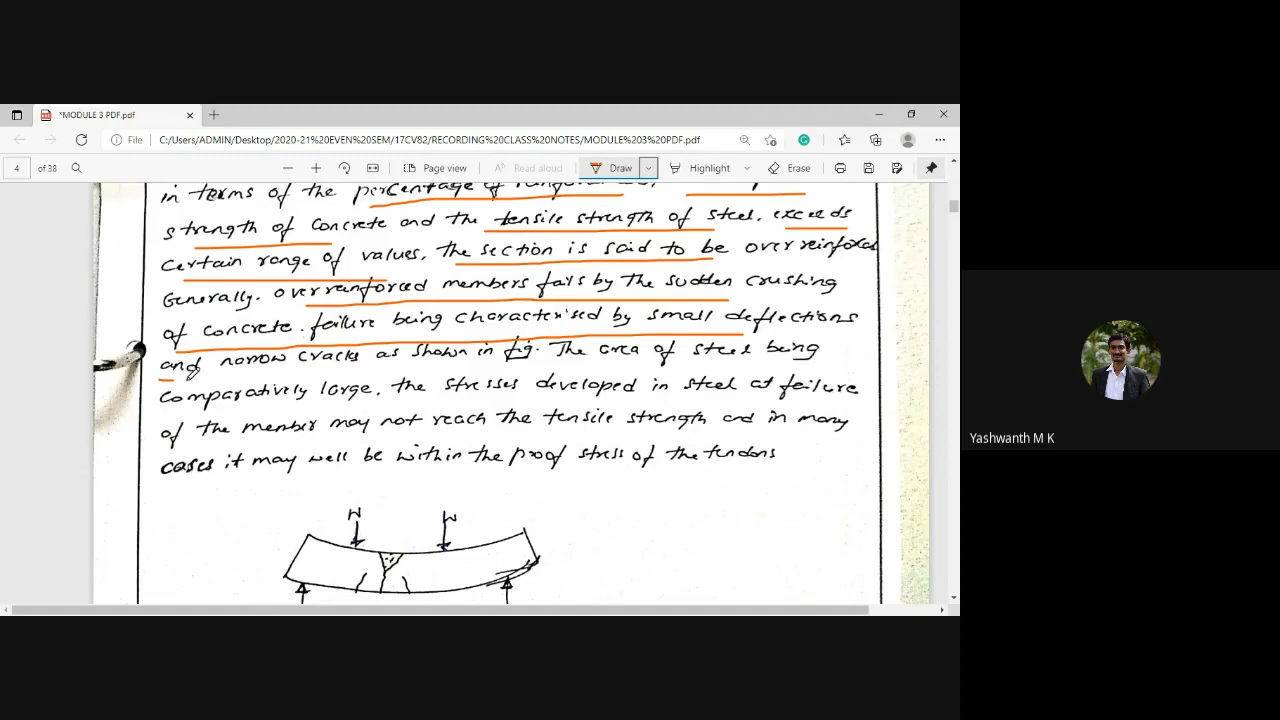 *MODULE 3 PDF.pdf
File C:/Users/ADMIN/Desktop/2020-21%20EVEN%20SEM/17CV82/RECORDING%20CLASS%20NOTES/MODULE%203%20PDF.pdf
4 of 38 Page view Read aloud Draw Highlight Erase
in terms of the percentage of
strength of concrete and the tensile strength of steel, exceeds
certain range of values, the section is said to be over reinforced
Generally. over reinforced members fails by the sudden crushing
of concrete. failure being characterised by small deflections
and narrow cracks as shown in fig. The area of steel being
comparatively large, the stresses developed in steel at failure
of the member may not reach the tensile strength and in many
cases it may well be within the proof stress of the tendons
W W
Yashwanth M K